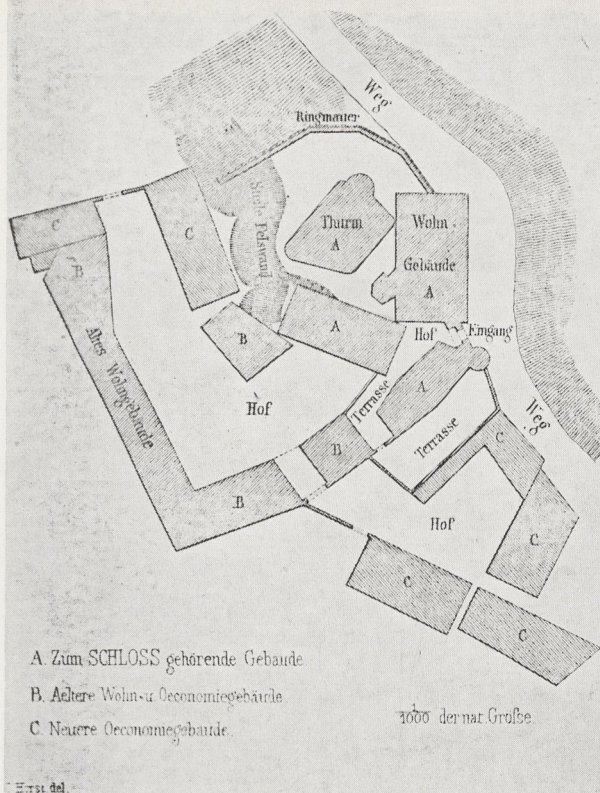 Weg
Ringmauer
Steile Felswand
Thurm
A
Wohn
Gebäude
A
C
C
B
A
B
Hof
Eingang
Altes Wohngebäude
Hof
Terrasse
A
Terrasse
Weg
B
C
B
Hof
C
C
C
A. Zum SCHLOSS gehörende Gebäude
B. Aeltere Wohn- u. Oeconomiegebäude.
C. Neuere Oeconomiegebäude.
1/1000 der nat. Grofse.
del.